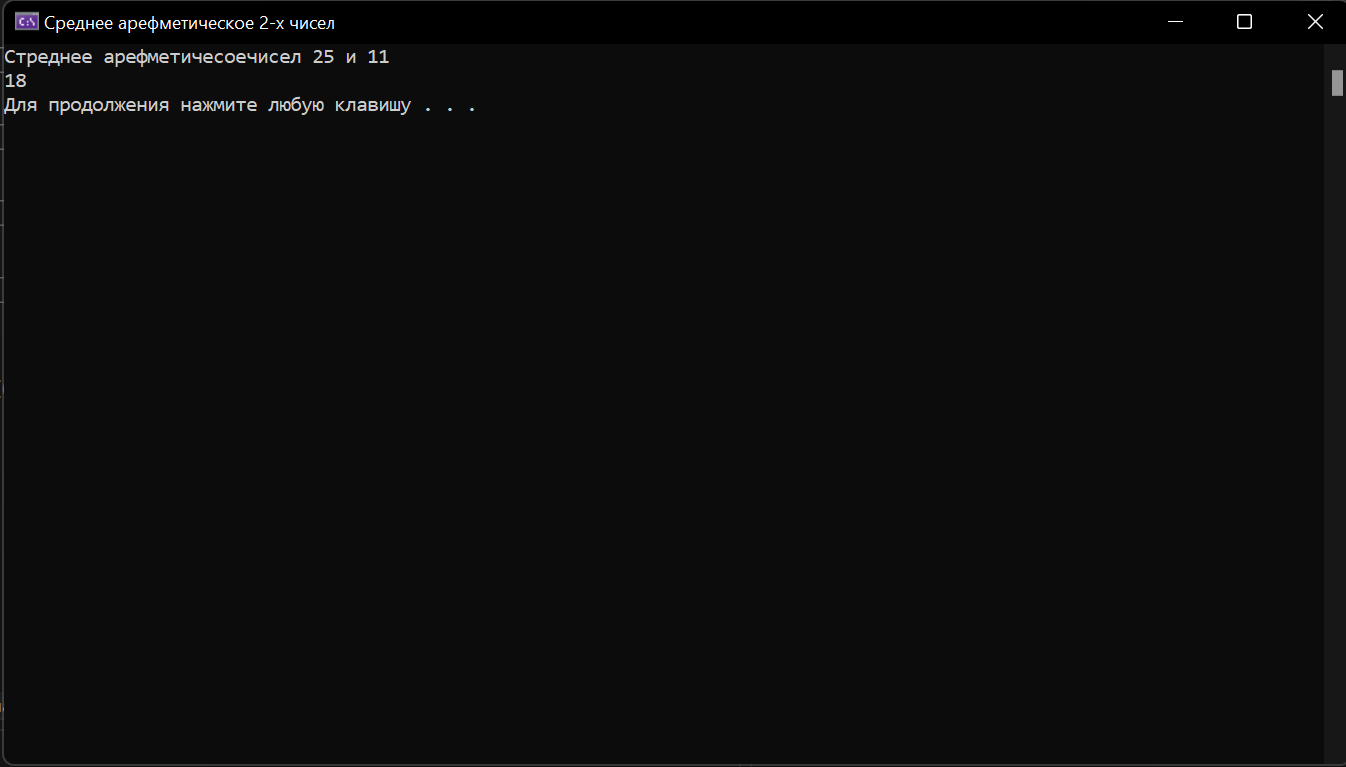 Среднее арефметическое 2-х чисел
Стреднее арефметичесоечисел 25 и 11
18
Для продолжения нажмите любую клавишу . . .